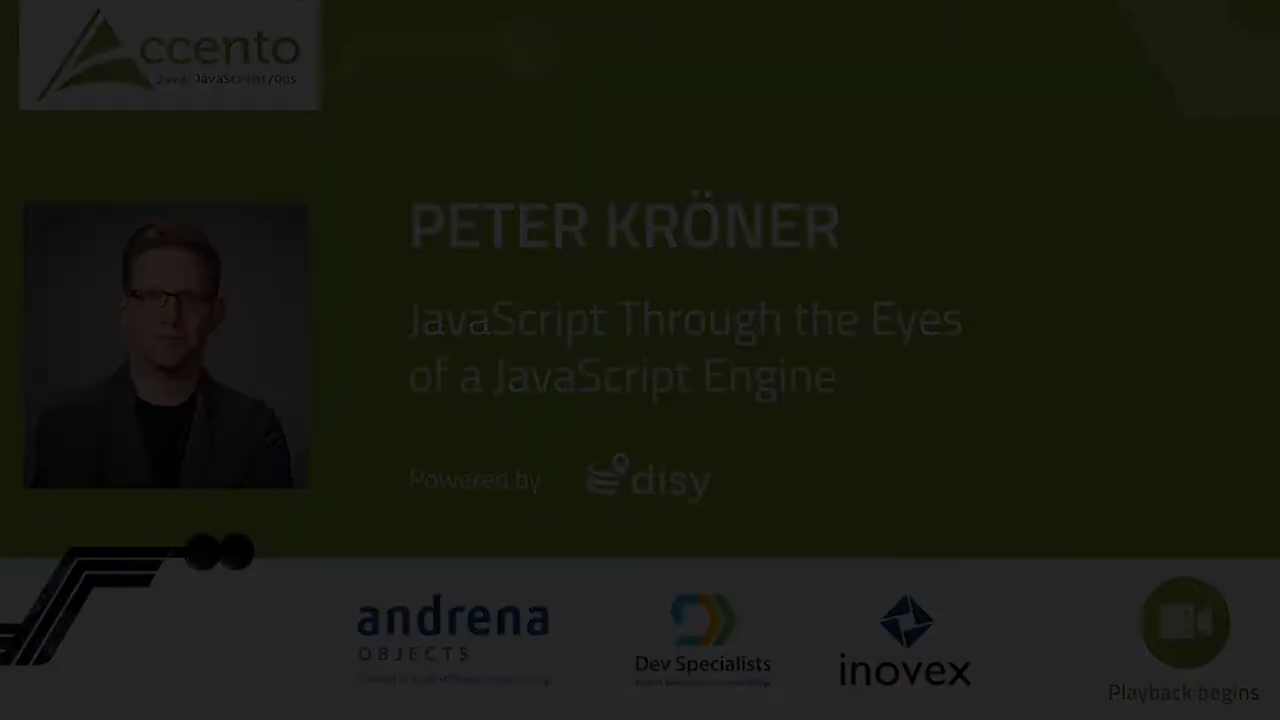 Accento
Java, JavaScript/Ops
PETER KRÖNER
JavaScript Through the Eyes
of a JavaScript Engine
Powered by disy
andrena
OBJECTS
Dev Specialists
inovex
Playback begins